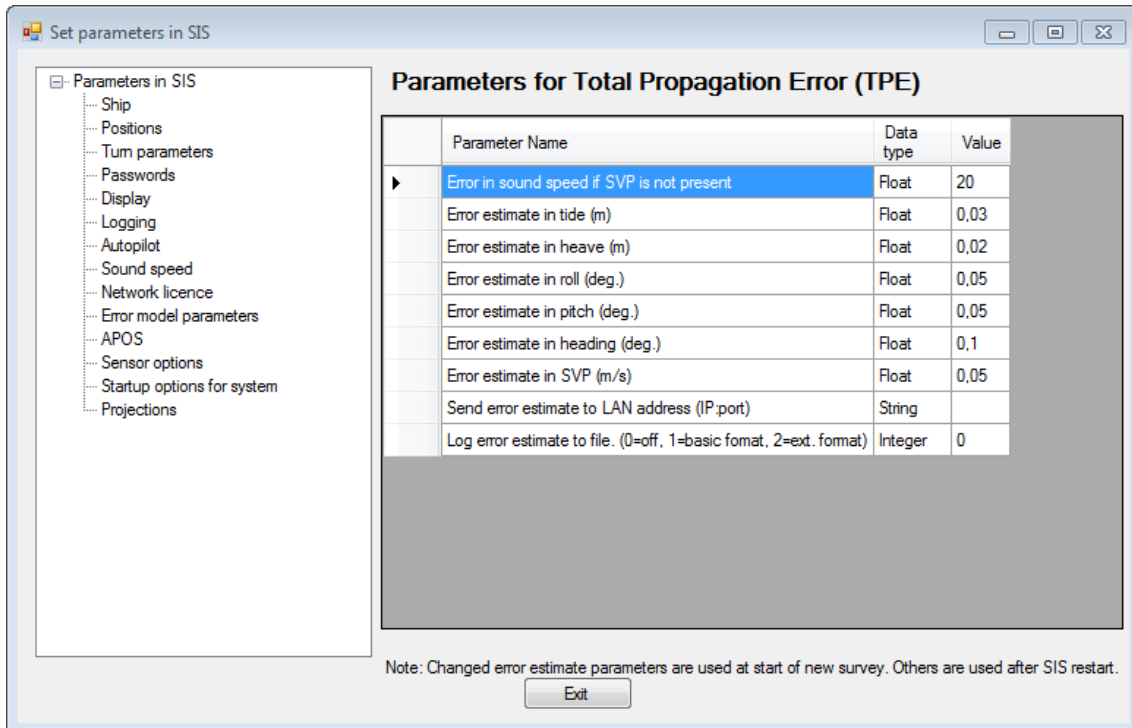 Set parameters in SIS
Parameters in SIS
Ship
Positions
Turn parameters
Passwords
Display
Logging
Autopilot
Sound speed
Network licence
Error model parameters
APOS
Sensor options
Startup options for system
Projections
Parameters for Total Propagation Error (TPE)
Parameter Name Data type Value
Error in sound speed if SVP is not present Float 20
Error estimate in tide (m) Float 0,03
Error estimate in heave (m) Float 0,02
Error estimate in roll (deg.) Float 0,05
Error estimate in pitch (deg.) Float 0,05
Error estimate in heading (deg.) Float 0,1
Error estimate in SVP (m/s) Float 0,05
Send error estimate to LAN address (IP:port) String
Log error estimate to file. (0=off, 1=basic fomat, 2=ext. format) Integer 0
Note: Changed error estimate parameters are used at start of new survey. Others are used after SIS restart.
Exit